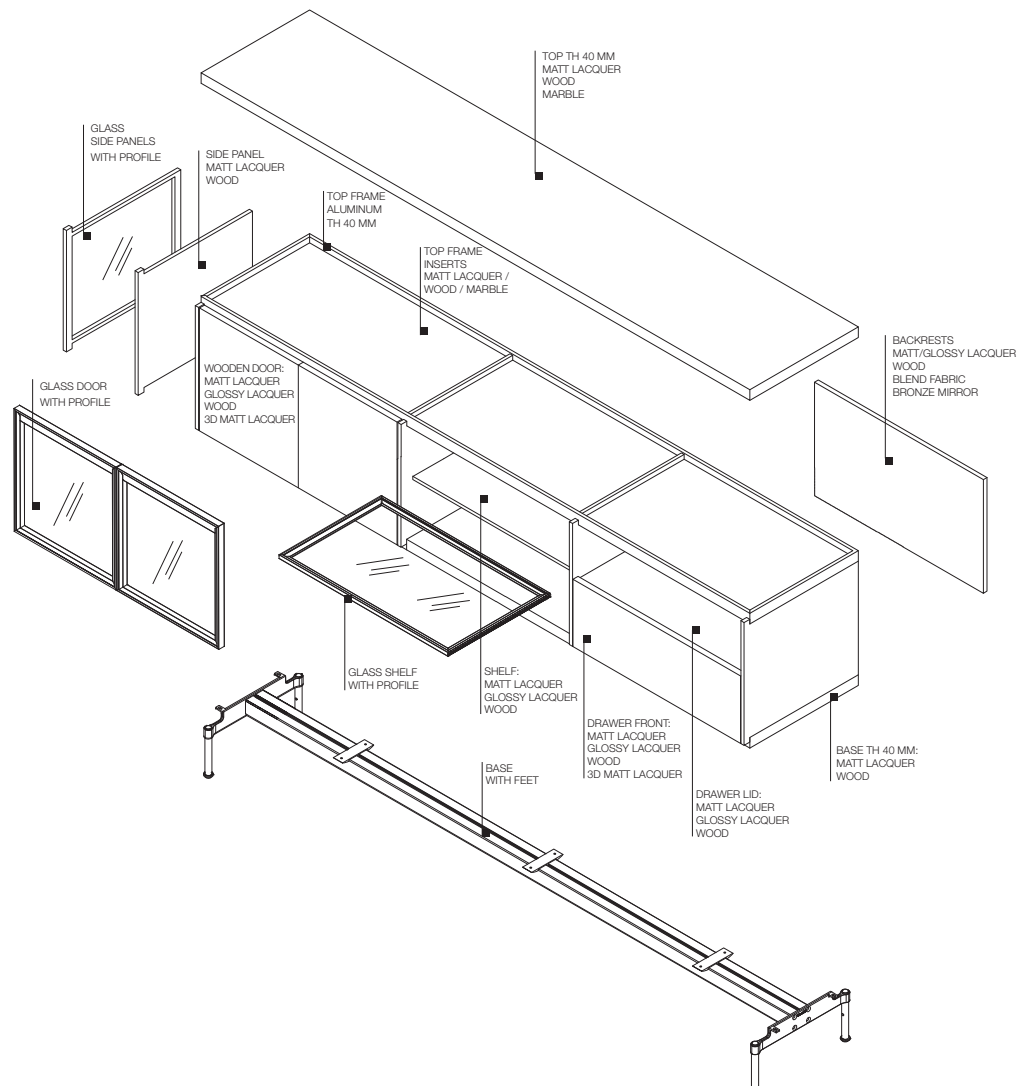 TOP TH 40 MM
MATT LACQUER
WOOD
MARBLE
GLASS
SIDE PANELS
WITH PROFILE
SIDE PANEL
MATT LACQUER
WOOD
TOP FRAME
ALUMINUM
TH 40 MM
TOP FRAME
INSERTS
MATT LACQUER /
WOOD / MARBLE
BACKRESTS
MATT/GLOSSY LACQUER
WOOD
BLEND FABRIC
BRONZE MIRROR
WOODEN DOOR:
MATT LACQUER
GLOSSY LACQUER
WOOD
3D MATT LACQUER
GLASS DOOR
WITH PROFILE
GLASS SHELF
WITH PROFILE
SHELF:
MATT LACQUER
GLOSSY LACQUER
WOOD
DRAWER FRONT:
MATT LACQUER
GLOSSY LACQUER
WOOD
3D MATT LACQUER
BASE TH 40 MM:
MATT LACQUER
WOOD
BASE
WITH FEET
DRAWER LID:
MATT LACQUER
GLOSSY LACQUER
WOOD